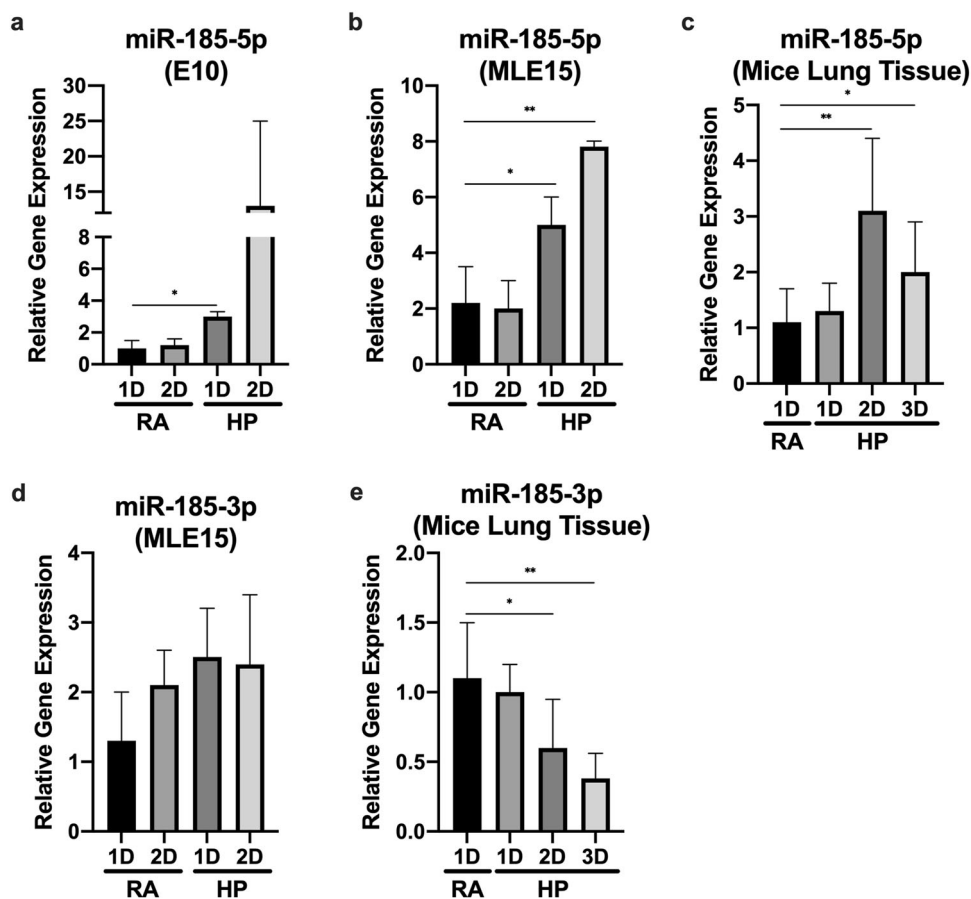 a
miR-185-5p
(E10)
Relative Gene Expression
30
25
20
15
8
6
4
2
0
*
1D 2D 1D 2D
RA HP
b
miR-185-5p
(MLE15)
Relative Gene Expression
10
8
6
4
2
0
**
*
1D 2D 1D 2D
RA HP
c
miR-185-5p
(Mice Lung Tissue)
Relative Gene Expression
5
4
3
2
1
0
*
**
1D 1D 2D 3D
RA HP
d
miR-185-3p
(MLE15)
Relative Gene Expression
4
3
2
1
0
1D 2D 1D 2D
RA HP
e
miR-185-3p
(Mice Lung Tissue)
Relative Gene Expression
2.0
1.5
1.0
0.5
0.0
**
*
1D 1D 2D 3D
RA HP